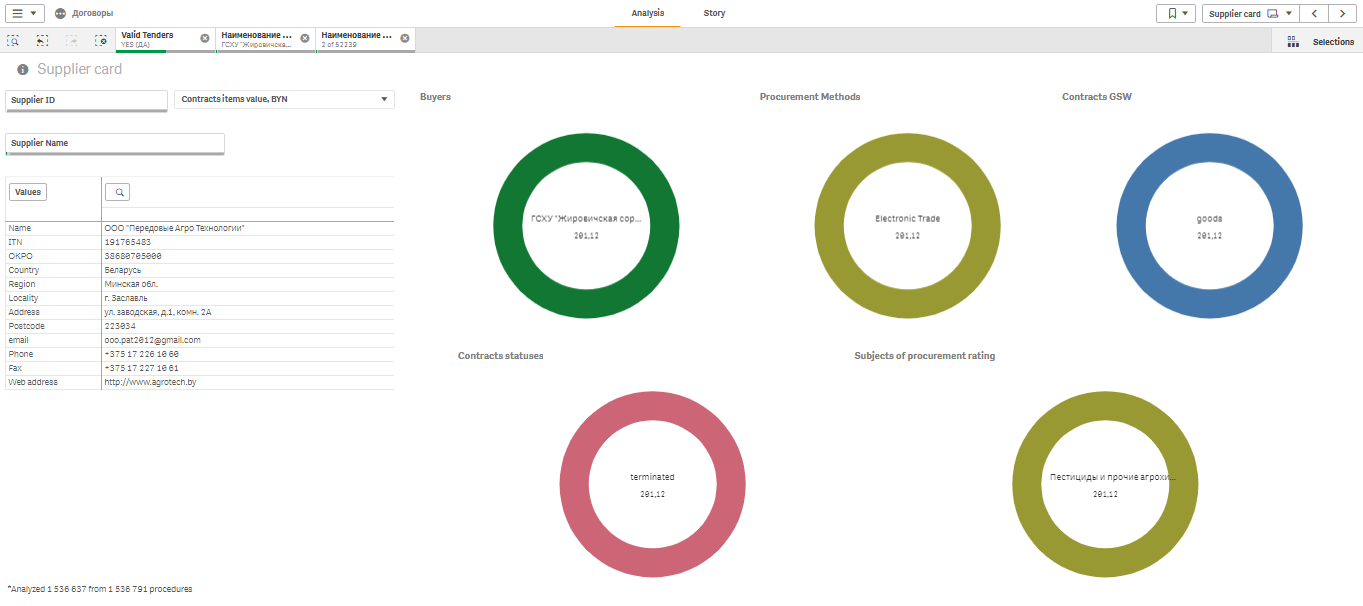 Договоры
Analysis
Story
Supplier card
Valid Tenders
YES (ДА)
Наименование ...
ГСХУ "Жировичска...
Наименование ...
2 of 52239
Selections
Supplier card
Supplier ID
Contracts items value, BYN
Supplier Name
Values
Name ООО "Передовые Агро Технологии"
ITN 191765483
OKPO 38680705000
Country Беларусь
Region Минская обл.
Locality г. Заславль
Address ул. заводская, д.1, комн. 2А
Postcode 223034
email ooo.pat2012@gmail.com
Phone +375 17 226 10 60
Fax +375 17 227 10 61
Web address http://www.agrotech.by
Buyers
ГСХУ "Жировичская сор...
201,12
Procurement Methods
Electronic Trade
201,12
Contracts GSW
goods
201,12
Contracts statuses
terminated
201,12
Subjects of procurement rating
Пестициды и прочие агрохи...
201,12
*Analyzed 1 536 637 from 1 536 791 procedures